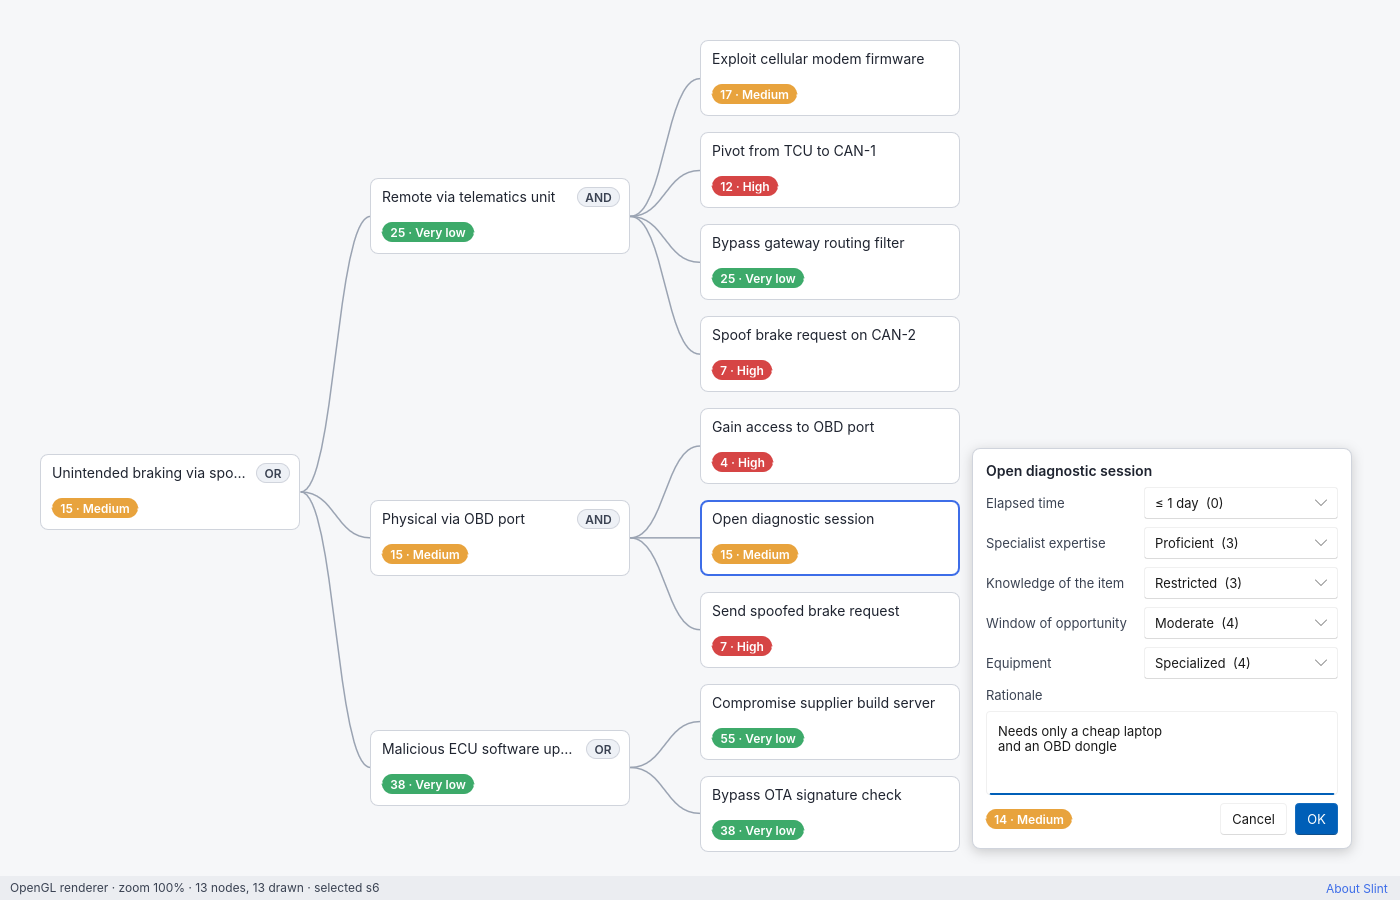 Exploit cellular modem firmware
17 · Medium
Pivot from TCU to CAN-1
12 · High
Remote via telematics unit
AND
25 · Very low
Bypass gateway routing filter
25 · Very low
Spoof brake request on CAN-2
7 · High
Gain access to OBD port
4 · High
Unintended braking via spo...
OR
15 · Medium
Physical via OBD port
AND
15 · Medium
Open diagnostic session
15 · Medium
Send spoofed brake request
7 · High
Compromise supplier build server
55 · Very low
Malicious ECU software up...
OR
38 · Very low
Bypass OTA signature check
38 · Very low
Open diagnostic session
Elapsed time
≤ 1 day (0)
Specialist expertise
Proficient (3)
Knowledge of the item
Restricted (3)
Window of opportunity
Moderate (4)
Equipment
Specialized (4)
Rationale
Needs only a cheap laptop
and an OBD dongle
14 · Medium
Cancel
OK
OpenGL renderer · zoom 100% · 13 nodes, 13 drawn · selected s6
About Slint